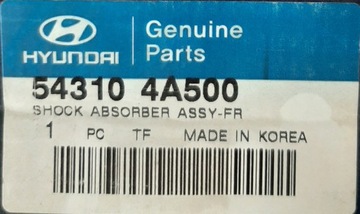 HYUNDAI
Genuine
Parts
54310 4A500
SHOCK ABSORBER ASSY-FR
1 PC TF MADE IN KOREA